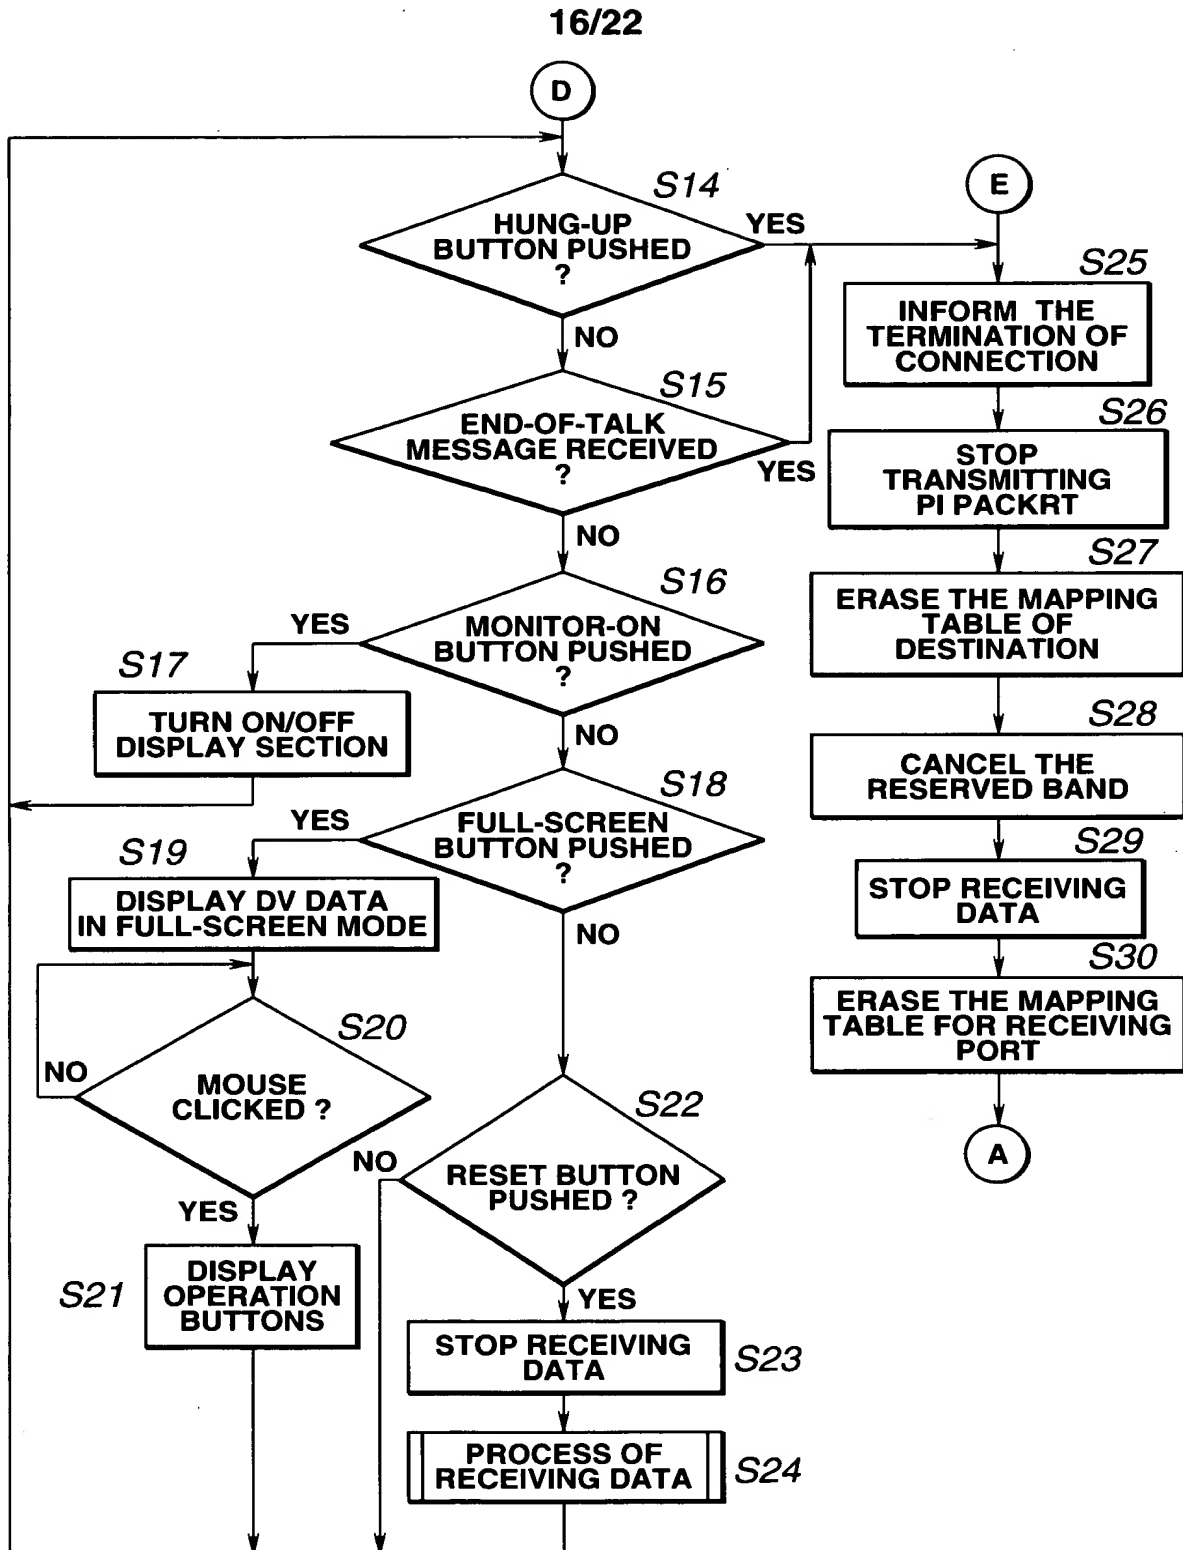 16/22
D
S14
HUNG-UP
BUTTON PUSHED
?
YES
NO
S15
END-OF-TALK
MESSAGE RECEIVED
?
YES
NO
S16
MONITOR-ON
BUTTON PUSHED
?
YES
NO
S17
TURN ON/OFF
DISPLAY SECTION
S18
FULL-SCREEN
BUTTON PUSHED
?
YES
NO
S19
DISPLAY DV DATA
IN FULL-SCREEN MODE
S20
MOUSE
CLICKED ?
NO
YES
S21
DISPLAY
OPERATION
BUTTONS
S22
RESET BUTTON
PUSHED ?
NO
YES
STOP RECEIVING
DATA
S23
PROCESS OF
RECEIVING DATA
S24
E
S25
INFORM THE
TERMINATION OF
CONNECTION
S26
STOP
TRANSMITTING
PI PACKRT
S27
ERASE THE MAPPING
TABLE OF
DESTINATION
S28
CANCEL THE
RESERVED BAND
S29
STOP RECEIVING
DATA
S30
ERASE THE MAPPING
TABLE FOR RECEIVING
PORT
A